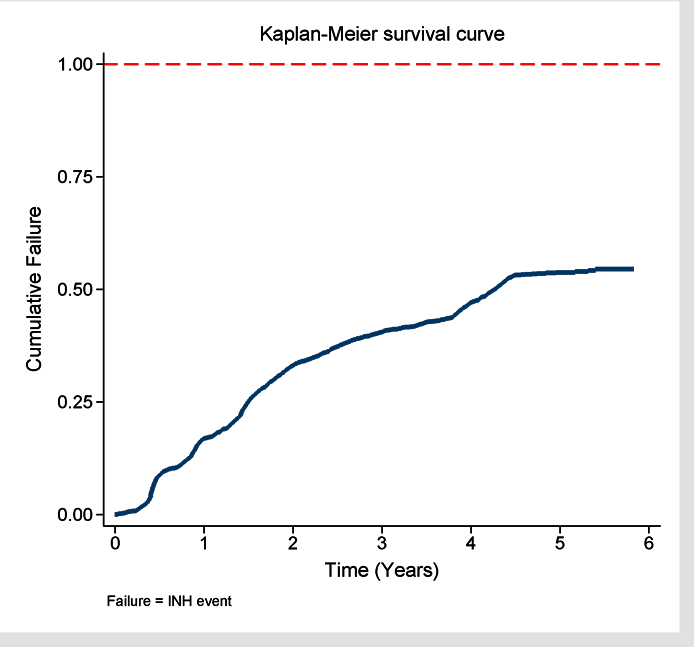 Kaplan-Meier survival curve
1.00
0.75
0.50
0.25
0.00
Cumulative Failure
0 1 2 3 4 5 6
Time (Years)
Failure = INH event